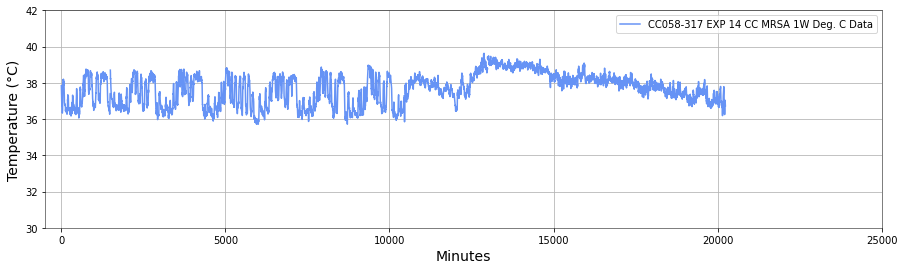 42
40
38
36
34
32
30
Temperature (°C)
CC058-317 EXP 14 CC MRSA 1W Deg. C Data
0 5000 10000 15000 20000 25000
Minutes